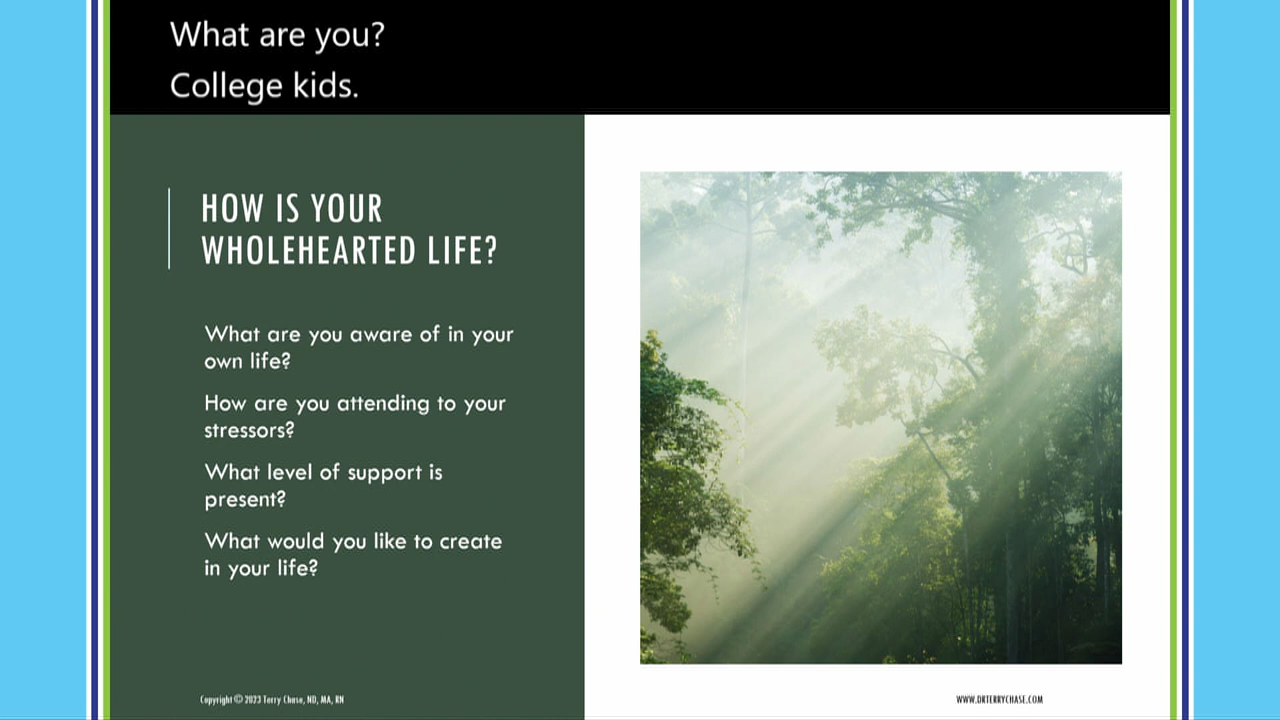 What are you?
College kids.
HOW IS YOUR
WHOLEHEARTED LIFE?
What are you aware of in your
own life?
How are you attending to your
stressors?
What level of support is
present?
What would you like to create
in your life?
Copyright © 2023 Terry Chase, ND, MA, RN
WWW.DRTERRYCHASE.COM